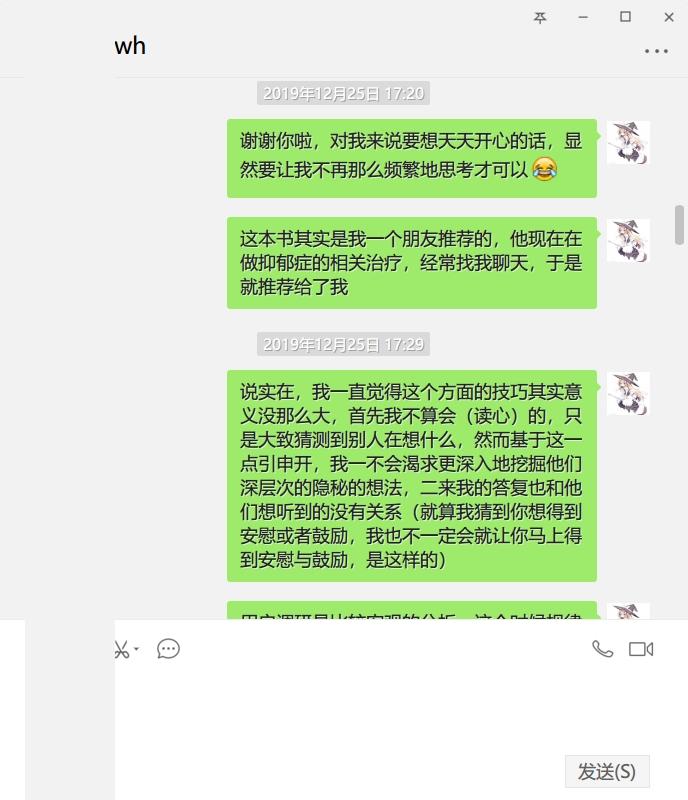 wh
2019年12月25日 17:20
谢谢你啦，对我来说要想天天开心的话，显
然要让我不再那么频繁地思考才可以😂
这本书其实是我一个朋友推荐的，他现在在
做抑郁症的相关治疗，经常找我聊天，于是
就推荐给了我
2019年12月25日 17:29
说实在，我一直觉得这个方面的技巧其实意
义没那么大，首先我不算会（读心）的，只
是大致猜测到别人在想什么，然而基于这一
点引申开，我一不会渴求更深入地挖掘他们
深层次的隐秘的想法，二来我的答复也和他
们想听到的没有关系（就算我猜到你想得到
安慰或者鼓励，我也不一定会就让你马上得
到安慰与鼓励，是这样的）
发送(S)